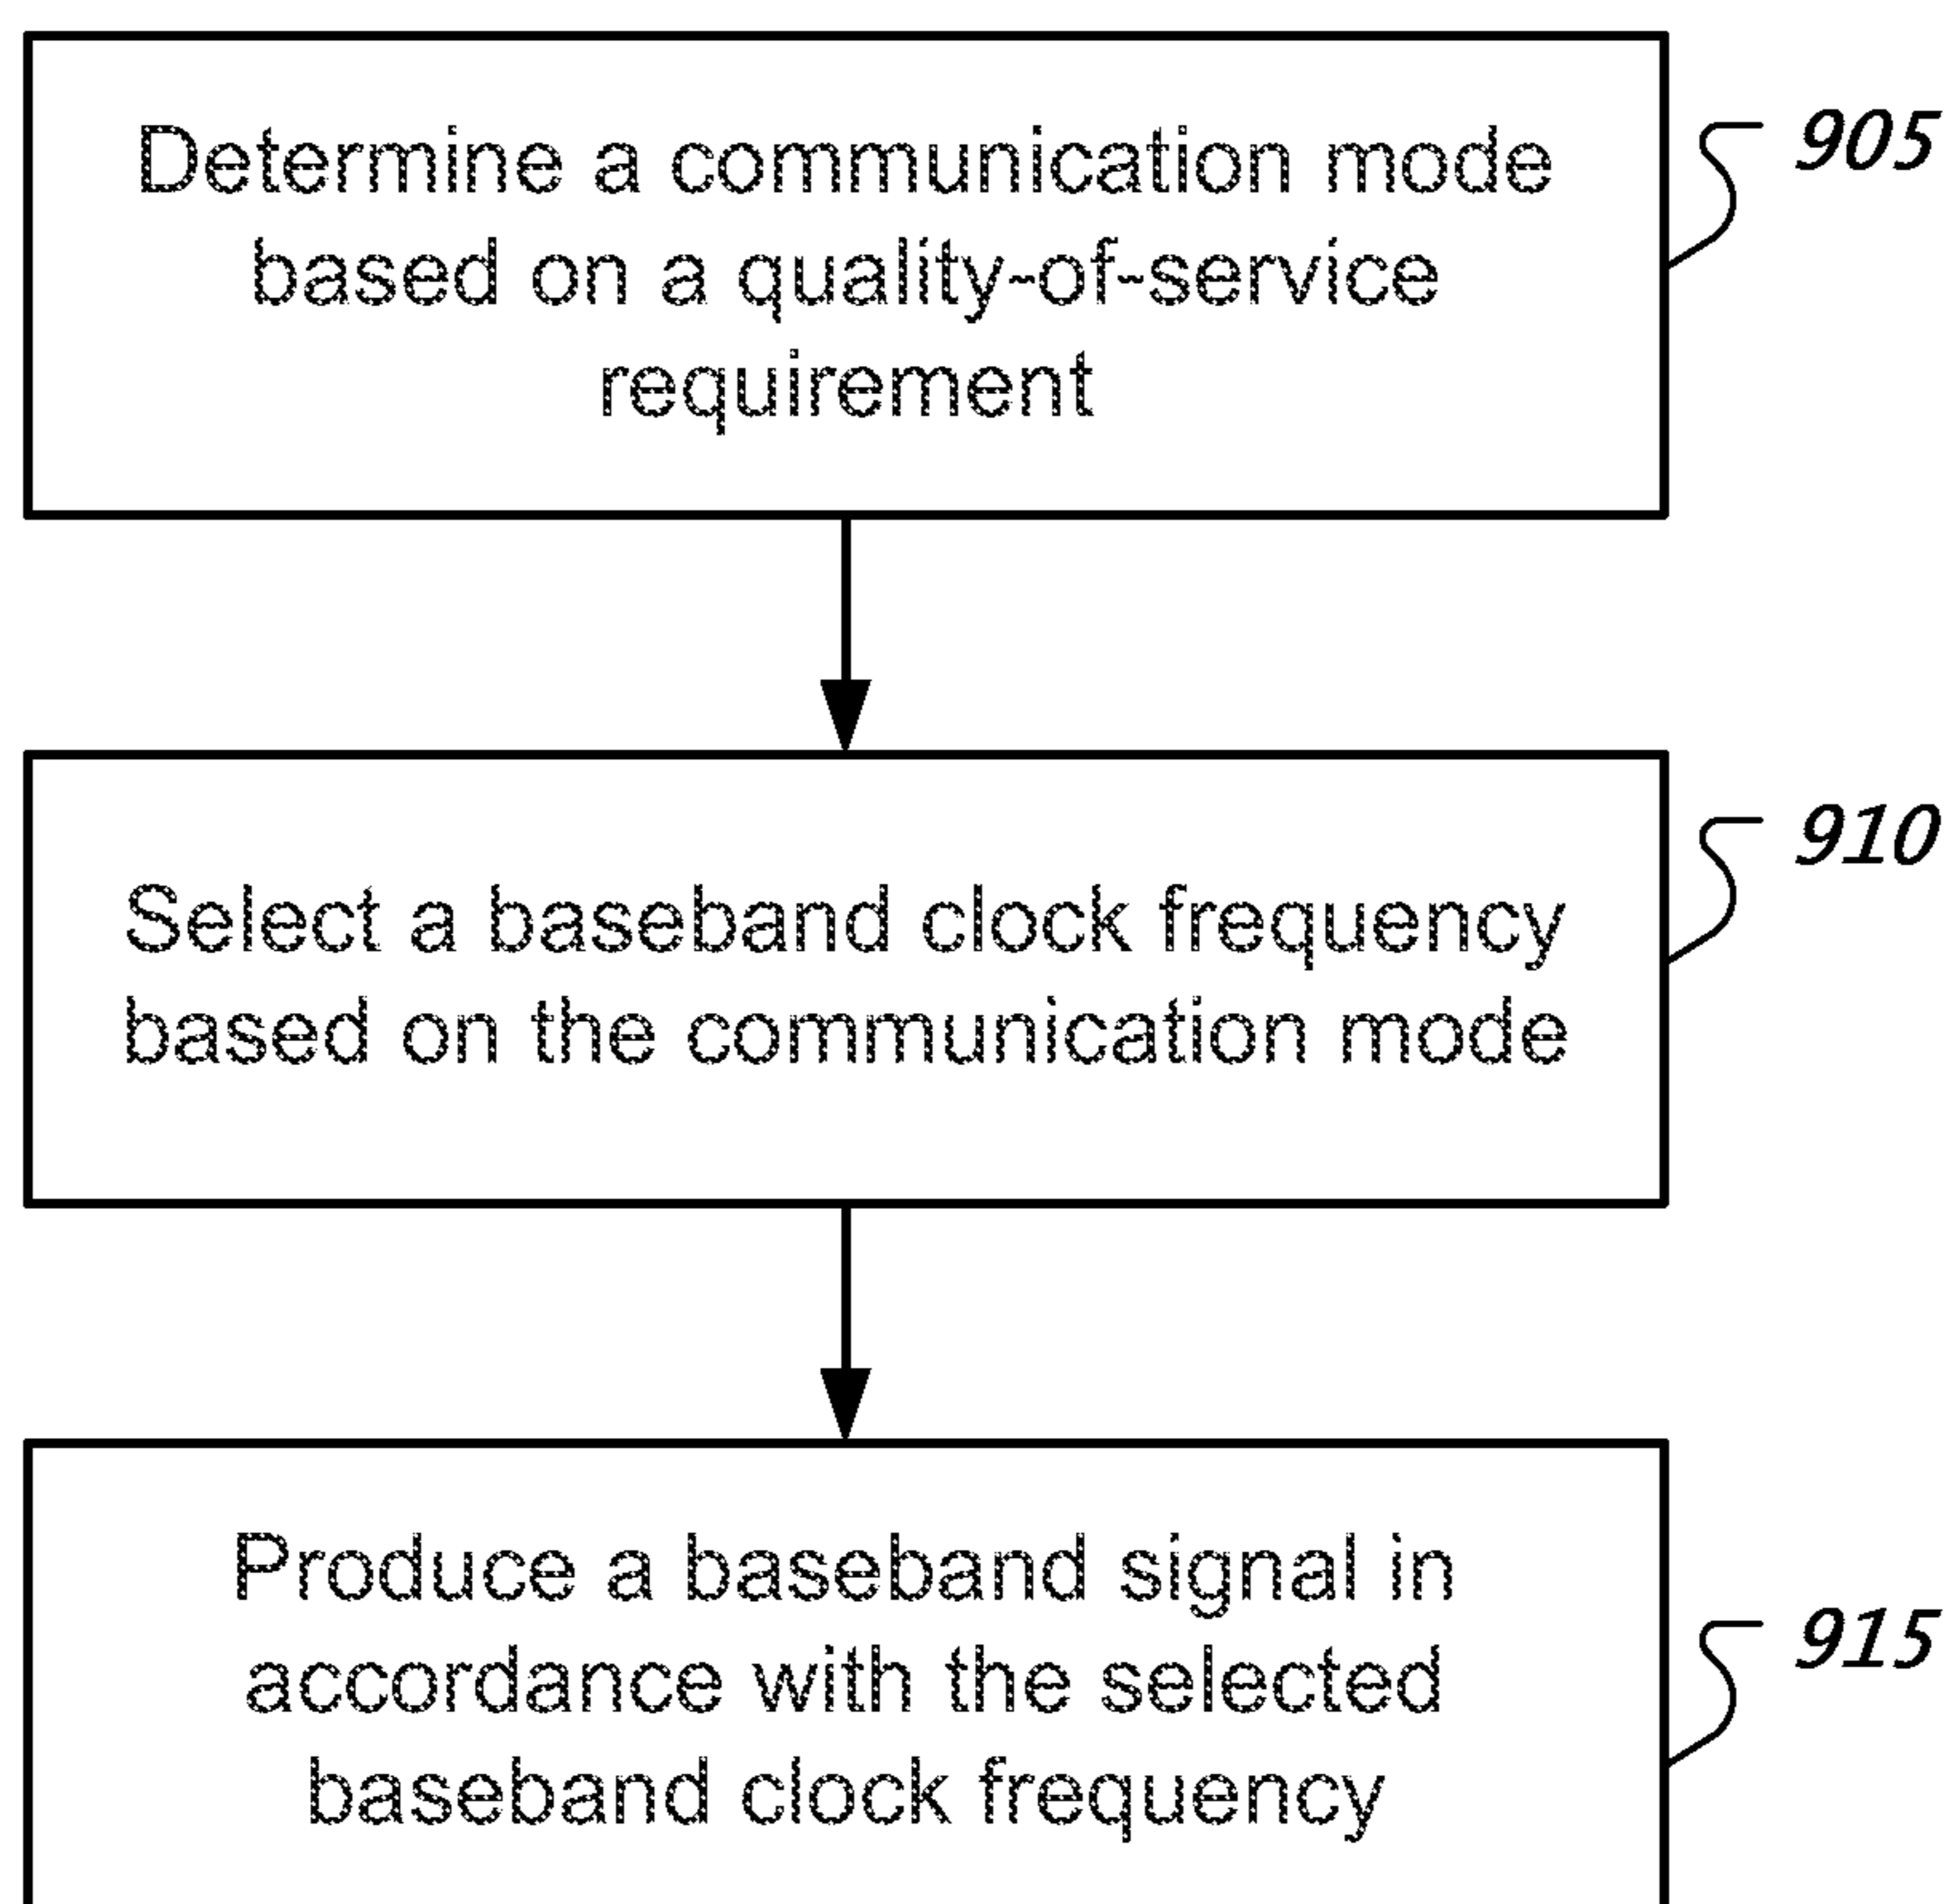 Determine a communication mode
based on a quality-of-service
requirement
905
Select a baseband clock frequency
based on the communication mode
910
Produce a baseband signal in
accordance with the selected
baseband clock frequency
915